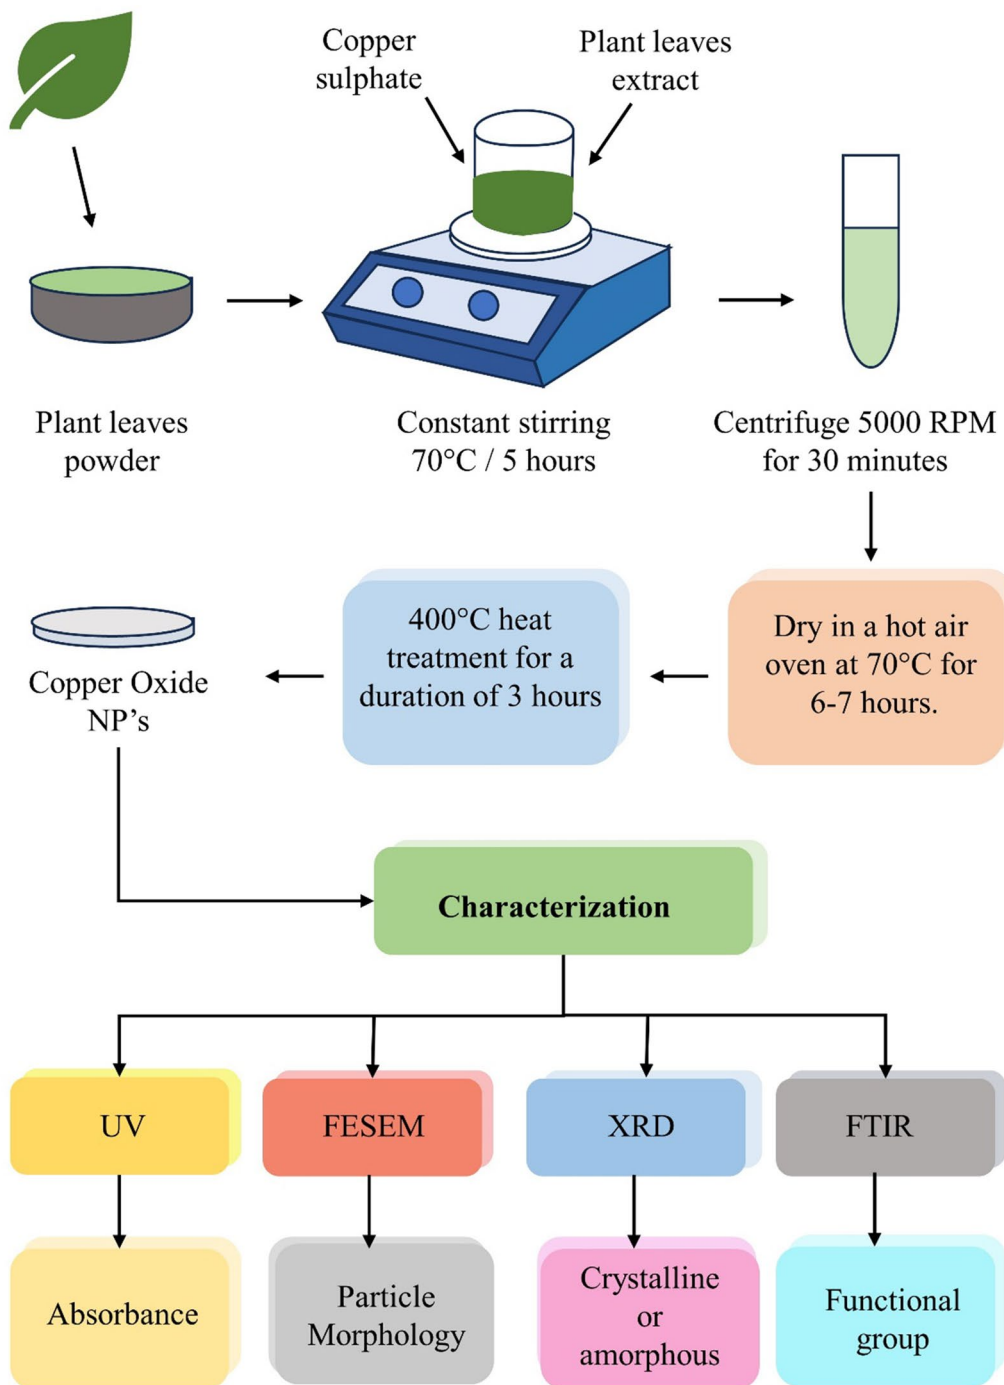 Copper
sulphate
Plant leaves
extract
Plant leaves
powder
Constant stirring
70°C / 5 hours
Centrifuge 5000 RPM
for 30 minutes
Dry in a hot air
oven at 70°C for
6-7 hours.
400°C heat
treatment for a
duration of 3 hours
Copper Oxide
NP’s
Characterization
UV
FESEM
XRD
FTIR
Absorbance
Particle
Morphology
Crystalline
or
amorphous
Functional
group